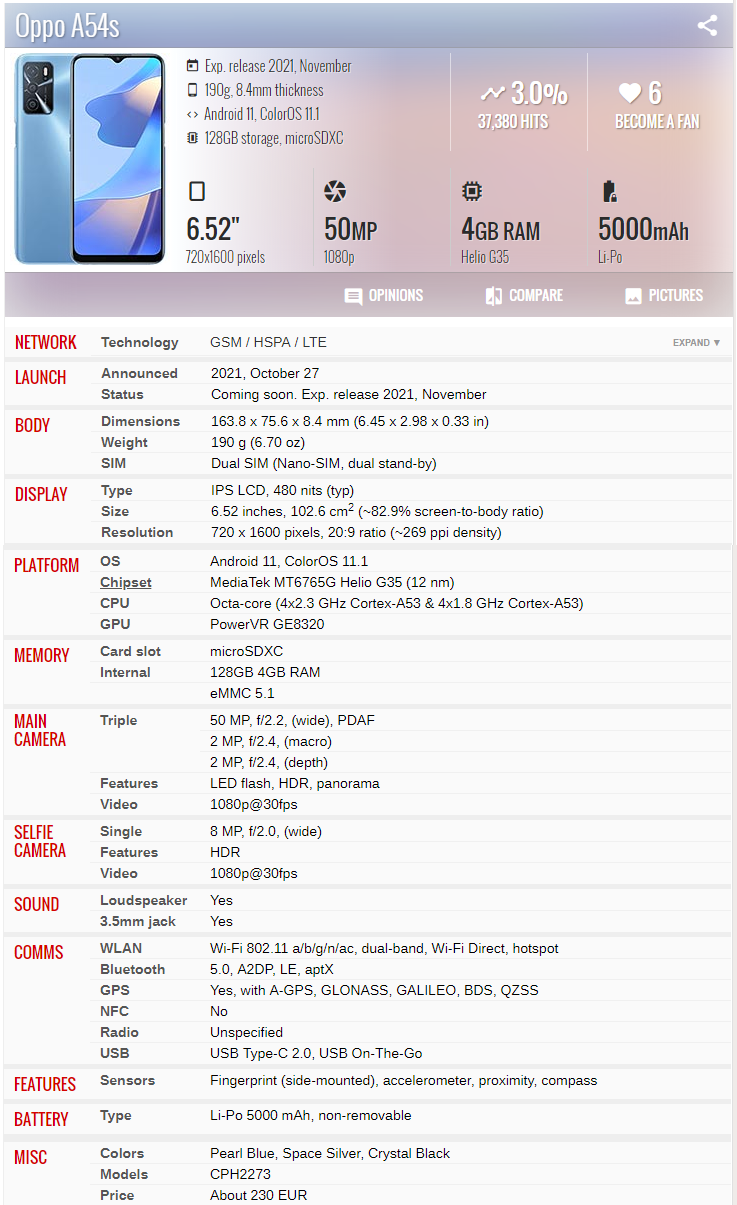 Oppo A54s
Exp. release 2021, November
190g, 8.4mm thickness
Android 11, ColorOS 11.1
128GB storage, microSDXC
3.0%
37,380 HITS
6
BECOME A FAN
6.52"
720x1600 pixels
50MP
1080p
4GB RAM
Helio G35
5000mAh
Li-Po
OPINIONS
COMPARE
PICTURES
NETWORK Technology GSM / HSPA / LTE EXPAND ▼
LAUNCH Announced 2021, October 27
Status Coming soon. Exp. release 2021, November
BODY Dimensions 163.8 x 75.6 x 8.4 mm (6.45 x 2.98 x 0.33 in)
Weight 190 g (6.70 oz)
SIM Dual SIM (Nano-SIM, dual stand-by)
DISPLAY Type IPS LCD, 480 nits (typ)
Size 6.52 inches, 102.6 cm2 (~82.9% screen-to-body ratio)
Resolution 720 x 1600 pixels, 20:9 ratio (~269 ppi density)
PLATFORM OS Android 11, ColorOS 11.1
Chipset MediaTek MT6765G Helio G35 (12 nm)
CPU Octa-core (4x2.3 GHz Cortex-A53 & 4x1.8 GHz Cortex-A53)
GPU PowerVR GE8320
MEMORY Card slot microSDXC
Internal 128GB 4GB RAM
eMMC 5.1
MAIN CAMERA Triple 50 MP, f/2.2, (wide), PDAF
2 MP, f/2.4, (macro)
2 MP, f/2.4, (depth)
Features LED flash, HDR, panorama
Video 1080p@30fps
SELFIE CAMERA Single 8 MP, f/2.0, (wide)
Features HDR
Video 1080p@30fps
SOUND Loudspeaker Yes
3.5mm jack Yes
COMMS WLAN Wi-Fi 802.11 a/b/g/n/ac, dual-band, Wi-Fi Direct, hotspot
Bluetooth 5.0, A2DP, LE, aptX
GPS Yes, with A-GPS, GLONASS, GALILEO, BDS, QZSS
NFC No
Radio Unspecified
USB USB Type-C 2.0, USB On-The-Go
FEATURES Sensors Fingerprint (side-mounted), accelerometer, proximity, compass
BATTERY Type Li-Po 5000 mAh, non-removable
MISC Colors Pearl Blue, Space Silver, Crystal Black
Models CPH2273
Price About 230 EUR